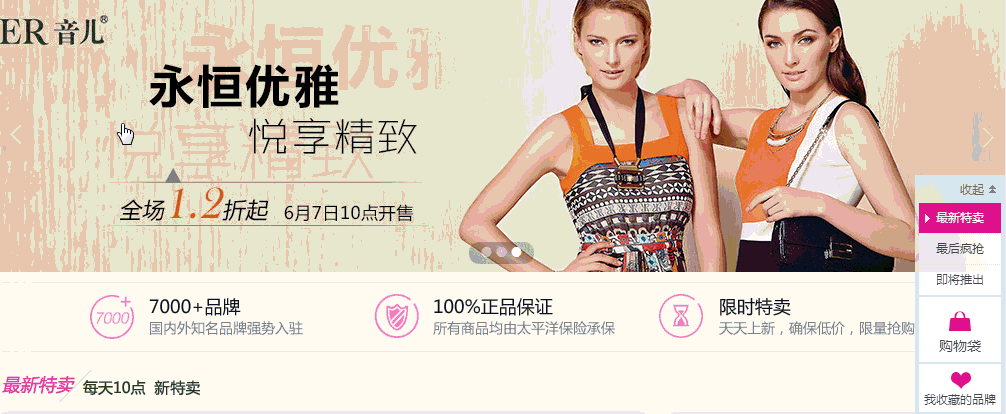 ER 音儿®
永恒优雅
悦享精致
全场1.2折起 6月7日10点开售
收起
最新特卖
最后疯抢
即将推出
购物袋
我收藏的品牌
7000+
7000+品牌
国内外知名品牌强势入驻
100%正品保证
所有商品均由太平洋保险承保
限时特卖
天天上新，确保低价，限量抢购
最新特卖 每天10点 新特卖